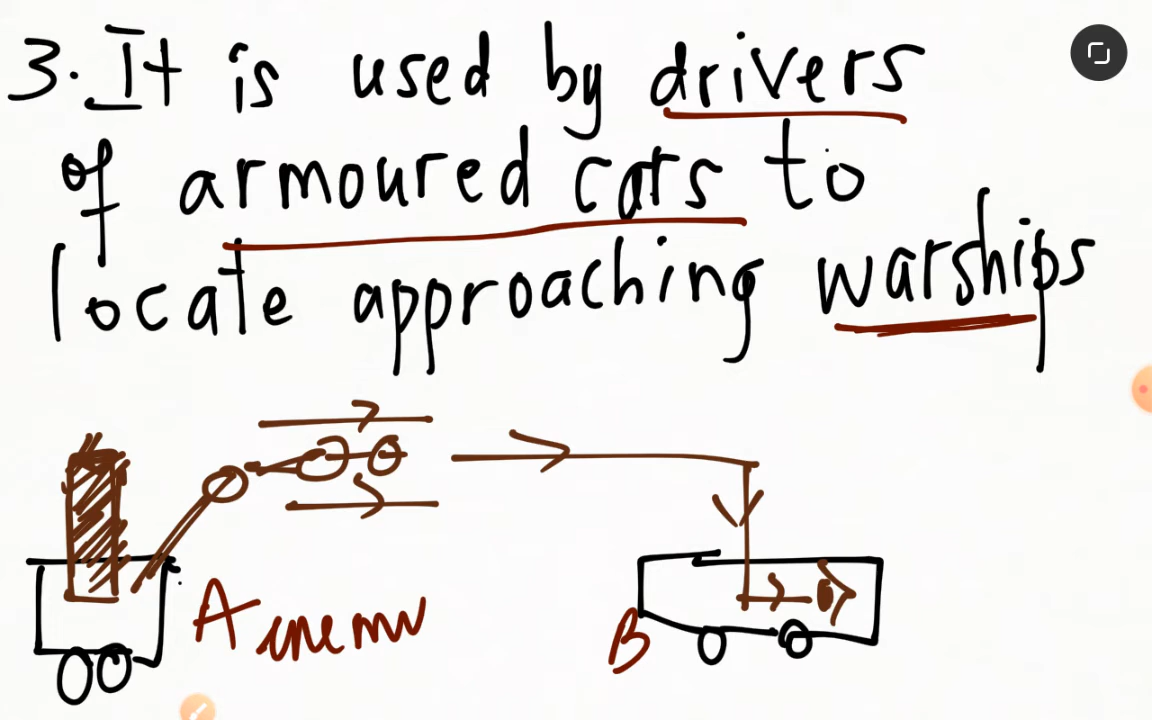 3. It is used by drivers
of armoured cars to
locate approaching warships
A
B